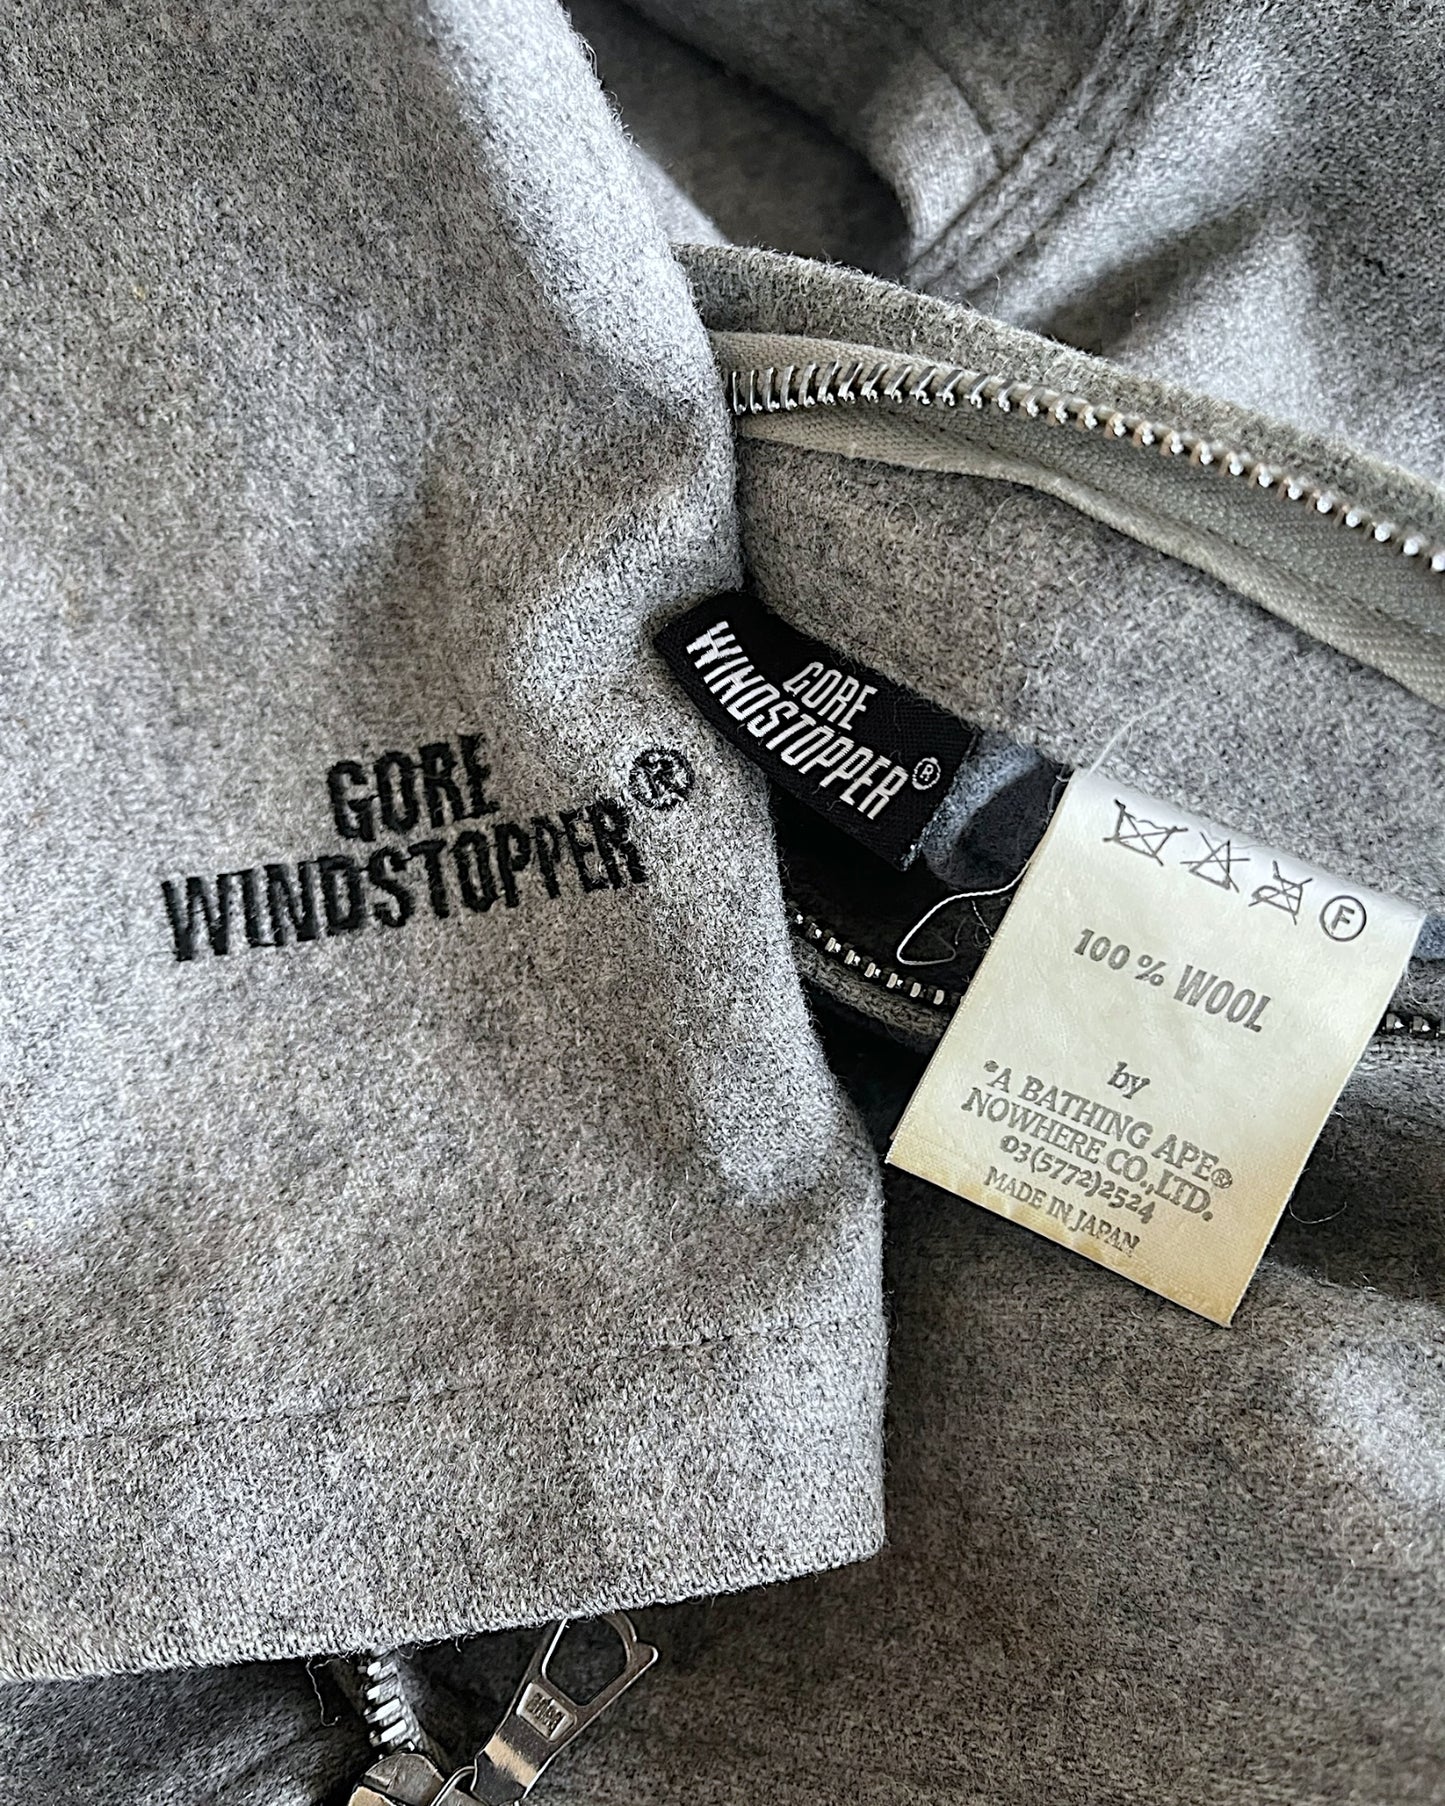 GORE
WINDSTOPPER®
GORE
WINDSTOPPER®
F
100% WOOL
by
*A BATHING APE®
NOWHERE CO.,LTD.
03(5772)2524
MADE IN JAPAN